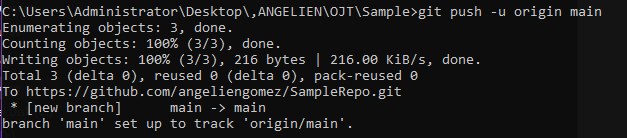 C:\Users\Administrator\Desktop\,ANGELIEN\OJT\Sample>git push -u origin main
Enumerating objects: 3, done.
Counting objects: 100% (3/3), done.
Writing objects: 100% (3/3), 216 bytes | 216.00 KiB/s, done.
Total 3 (delta 0), reused 0 (delta 0), pack-reused 0
To https://github.com/angeliengomez/SampleRepo.git
 * [new branch]      main -> main
branch 'main' set up to track 'origin/main'.